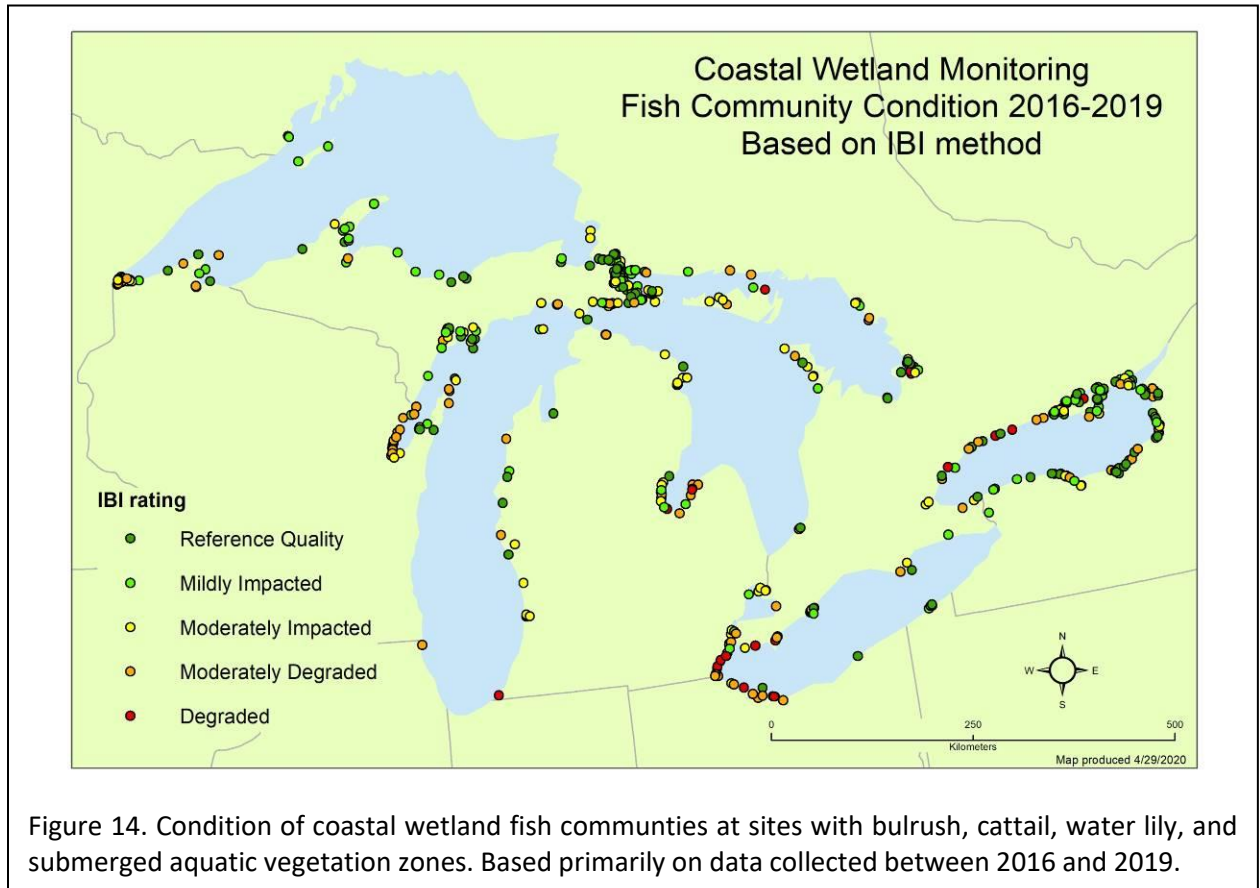 Coastal Wetland Monitoring
Fish Community Condition 2016-2019
Based on IBI method
IBI rating
Reference Quality
Mildly Impacted
Moderately Impacted
Moderately Degraded
Degraded
N
W
E
S
0
250
500
Kilometers
Map produced 4/29/2020
Figure 14. Condition of coastal wetland fish communties at sites with bulrush, cattail, water lily, and
submerged aquatic vegetation zones. Based primarily on data collected between 2016 and 2019.